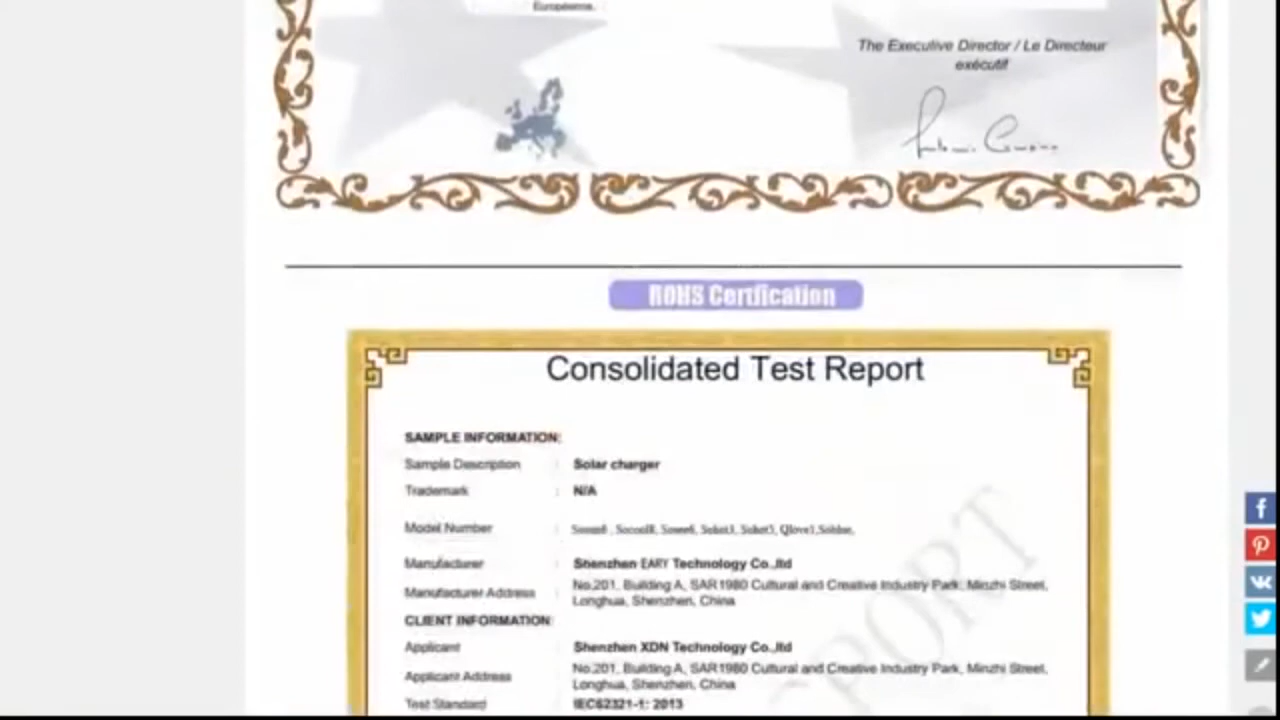 Européenne.
The Executive Director / Le Directeur
exécutif
ROHS Certfication
Consolidated Test Report
SAMPLE INFORMATION:
Sample Description : Solar charger
Trademark : N/A
Model Number
Manufacturer : Shenzhen EARY Technology Co.,ltd
Manufacturer Address : No.201, Building A, SAR1980 Cultural and Creative Industry Park, Minzhi Street,
Longhua, Shenzhen, China
CLIENT INFORMATION:
Applicant : Shenzhen XDN Technology Co.,ltd
Applicant Address : No.201, Building A, SAR1980 Cultural and Creative Industry Park, Minzhi Street,
Longhua, Shenzhen, China
Test Standard : IEC62321-1: 2013